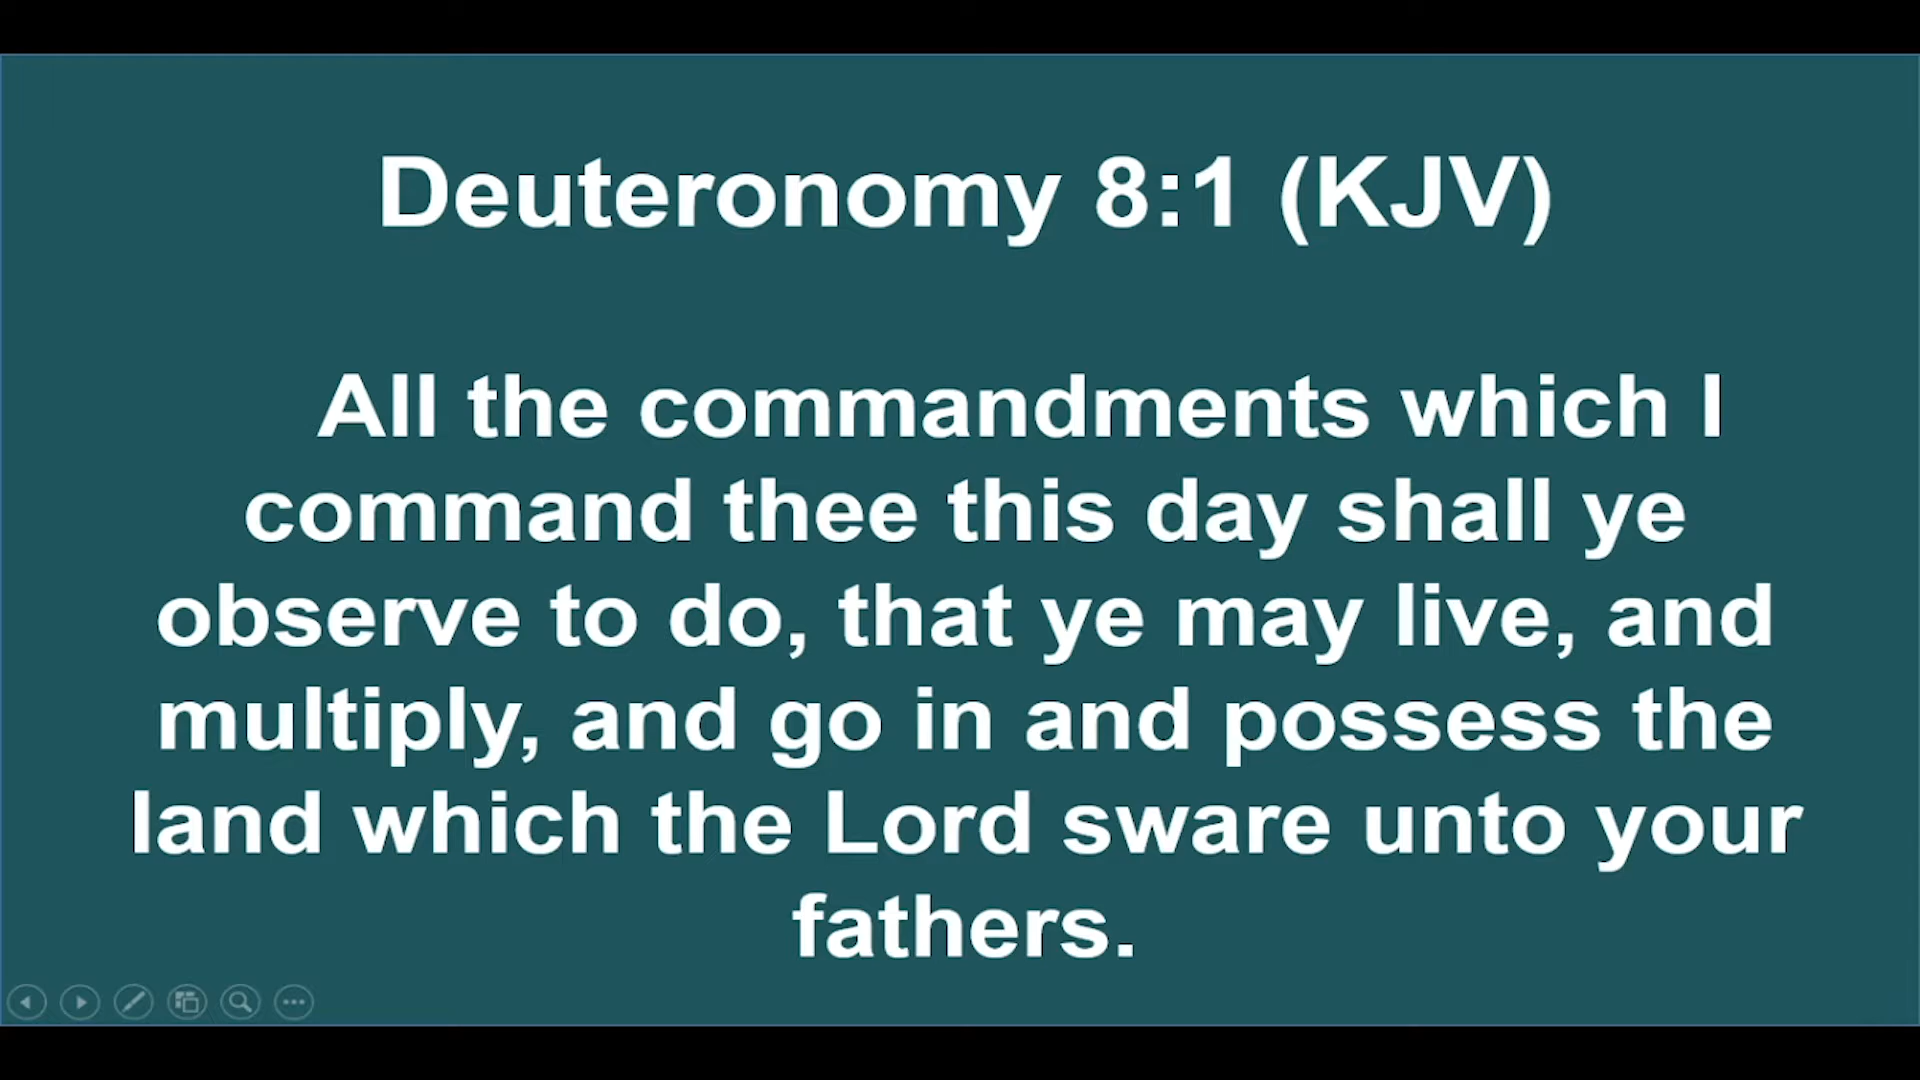 Deuteronomy 8:1 (KJV)
All the commandments which I
command thee this day shall ye
observe to do, that ye may live, and
multiply, and go in and possess the
land which the Lord sware unto your
fathers.